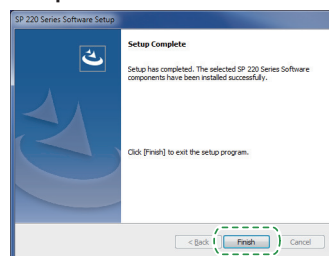 SP 220 Series Software Setup
Setup Complete
Setup has completed. The selected SP 220 Series Software
components have been installed successfully.
Click [Finish] to exit the setup program.
< Back
Finish
Cancel